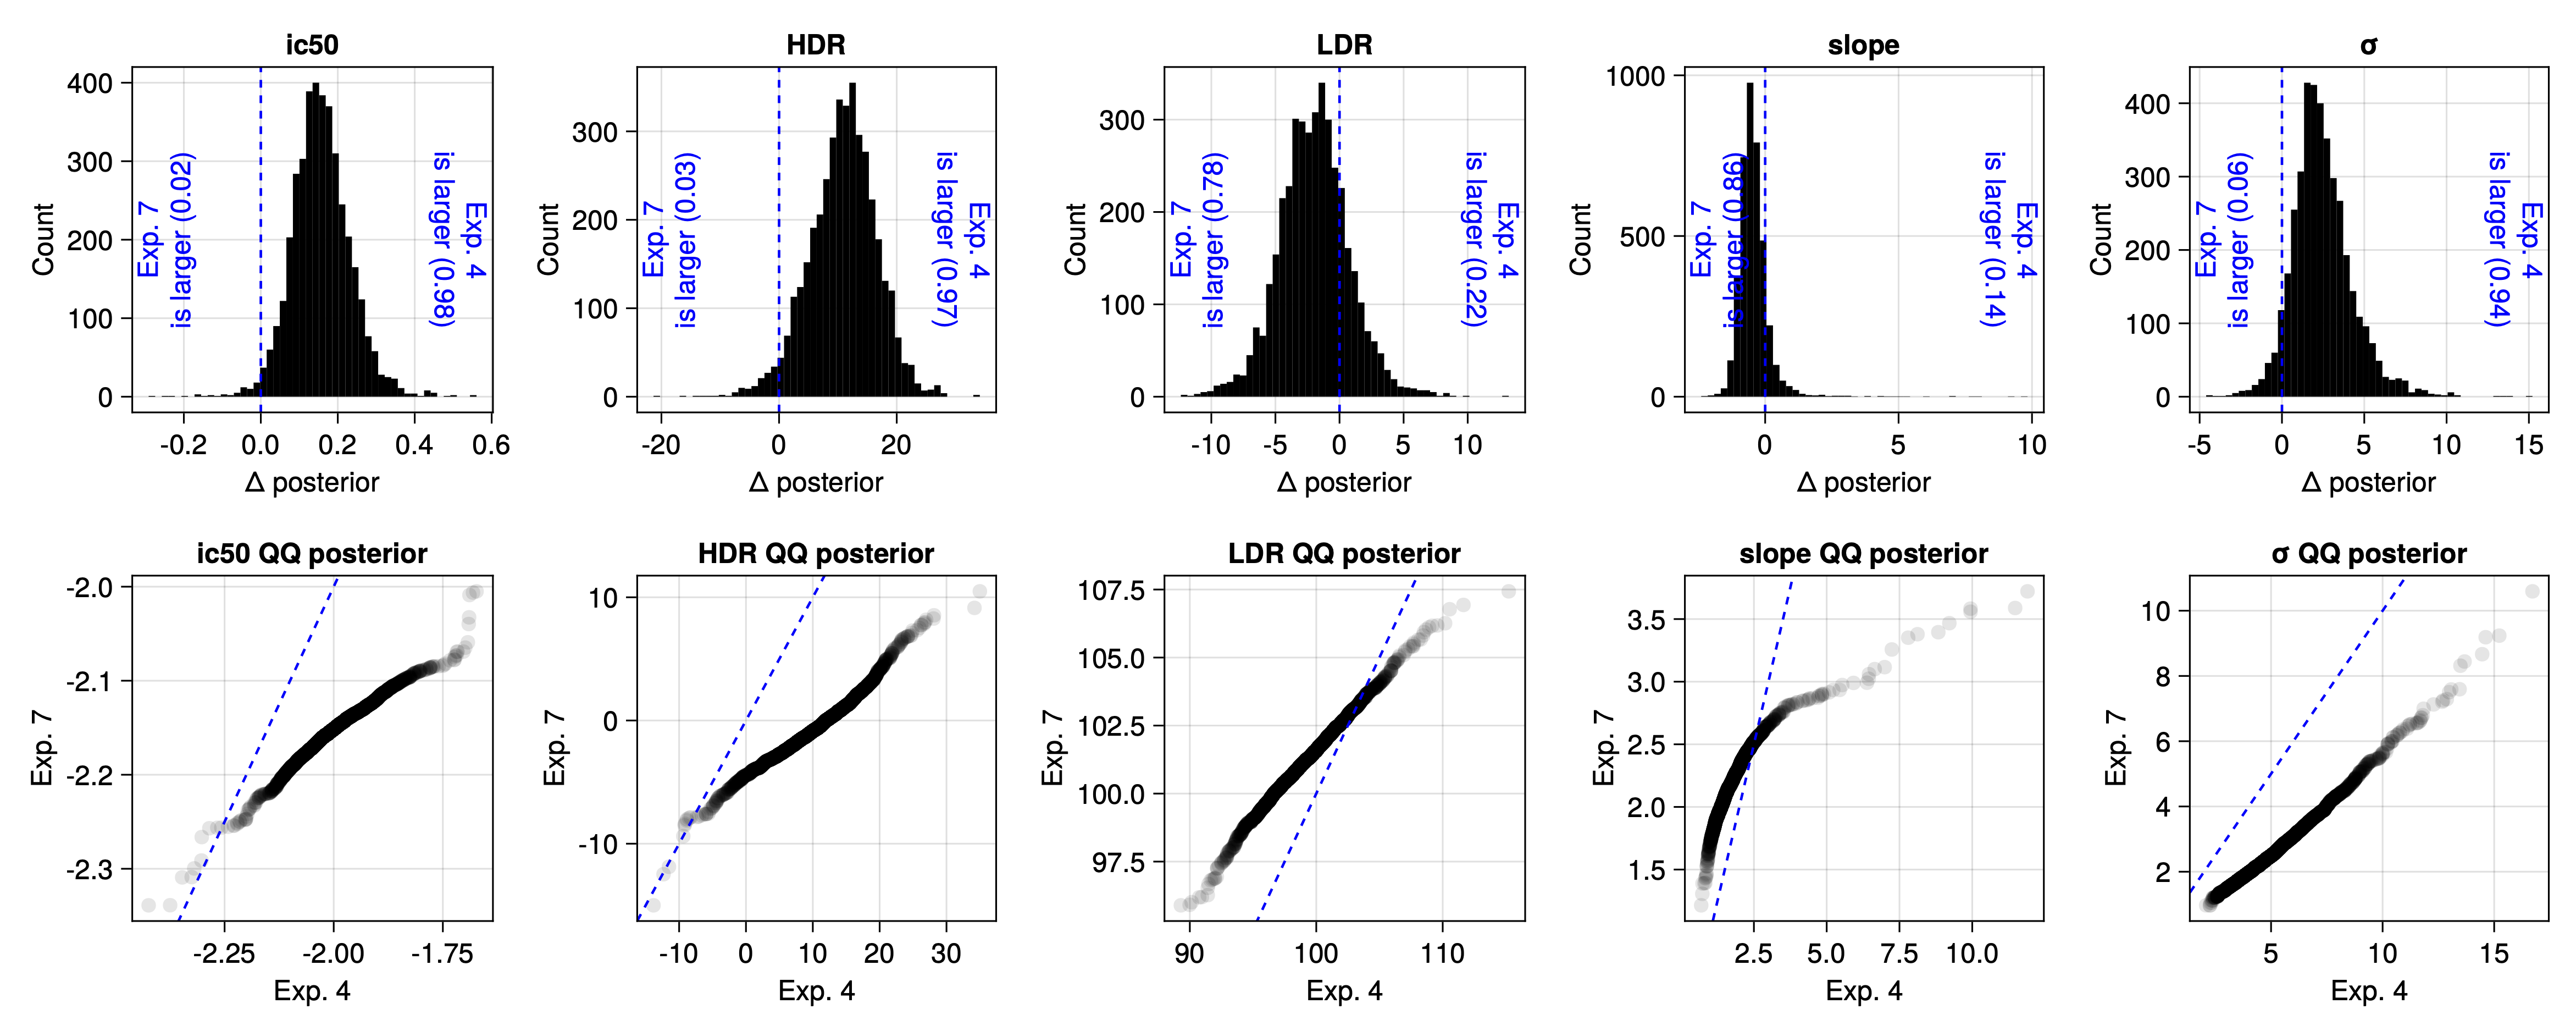 ic50
400
300
200
100
0
Count
Exp. 7
is larger (0.02)
Exp. 4
is larger (0.98)
-0.2
0.0
0.2
0.4
0.6
Δ posterior
HDR
300
200
100
0
Count
Exp. 7
is larger (0.03)
Exp. 4
is larger (0.97)
-20
0
20
Δ posterior
LDR
300
200
100
0
Count
Exp. 7
is larger (0.78)
Exp. 4
is larger (0.22)
-10
-5
0
5
10
Δ posterior
slope
1000
500
0
Count
Exp. 7
is larger (0.86)
Exp. 4
is larger (0.14)
0
5
10
Δ posterior
σ
400
300
200
100
0
Count
Exp. 7
is larger (0.06)
Exp. 4
is larger (0.94)
-5
0
5
10
15
Δ posterior
ic50 QQ posterior
-2.0
-2.1
-2.2
-2.3
Exp. 7
-2.25
-2.00
-1.75
Exp. 4
HDR QQ posterior
10
0
-10
Exp. 7
-10
0
10
20
30
Exp. 4
LDR QQ posterior
107.5
105.0
102.5
100.0
97.5
Exp. 7
90
100
110
Exp. 4
slope QQ posterior
3.5
3.0
2.5
2.0
1.5
Exp. 7
2.5
5.0
7.5
10.0
Exp. 4
σ QQ posterior
10
8
6
4
2
Exp. 7
5
10
15
Exp. 4